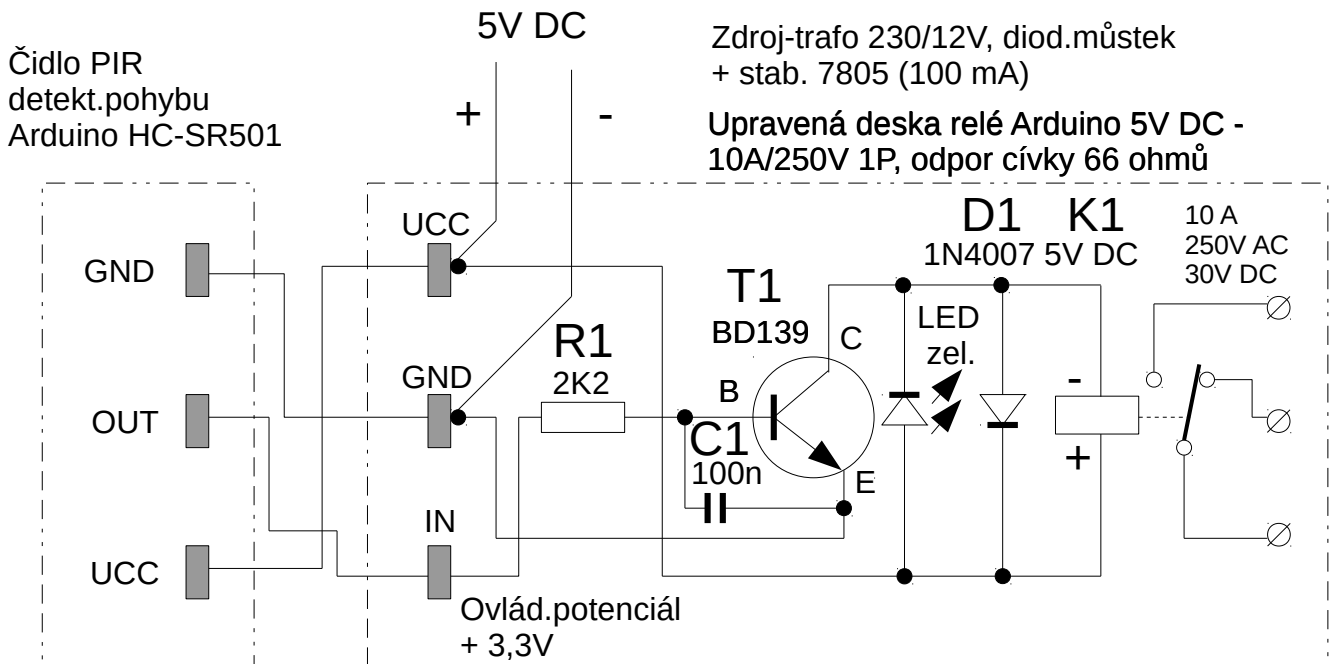 5V DC
Zdroj-trafo 230/12V, diod.můstek
+ stab. 7805 (100 mA)
Čidlo PIR
detekt.pohybu
Arduino HC-SR501
+
-
Upravená deska relé Arduino 5V DC -
10A/250V 1P, odpor cívky 66 ohmů
UCC
D1
K1
1N4007
5V DC
10 A
250V AC
30V DC
GND
T1
BD139
C
LED
zel.
R1
2K2
GND
B
-
OUT
C1
100n
+
E
IN
UCC
Ovlád.potenciál
+ 3,3V